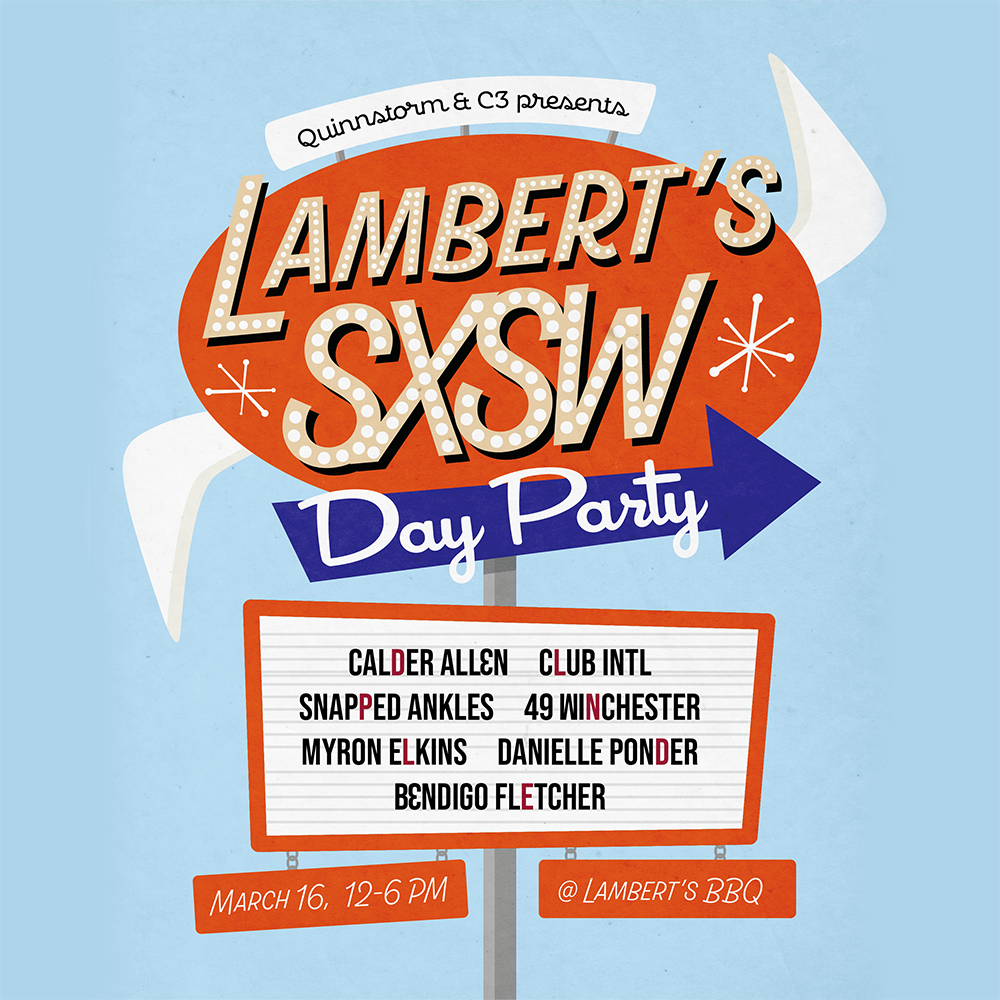 Quinnstorm & C3 presents
LAMBERT'S
SXSW
Day Party
CALDER ALLEN CLUB INTL
SNAPPED ANKLES 49 WINCHESTER
MYRON ELKINS DANIELLE PONDER
BENDIGO FLETCHER
MARCH 16, 12-6 PM
@ LAMBERT'S BBQ